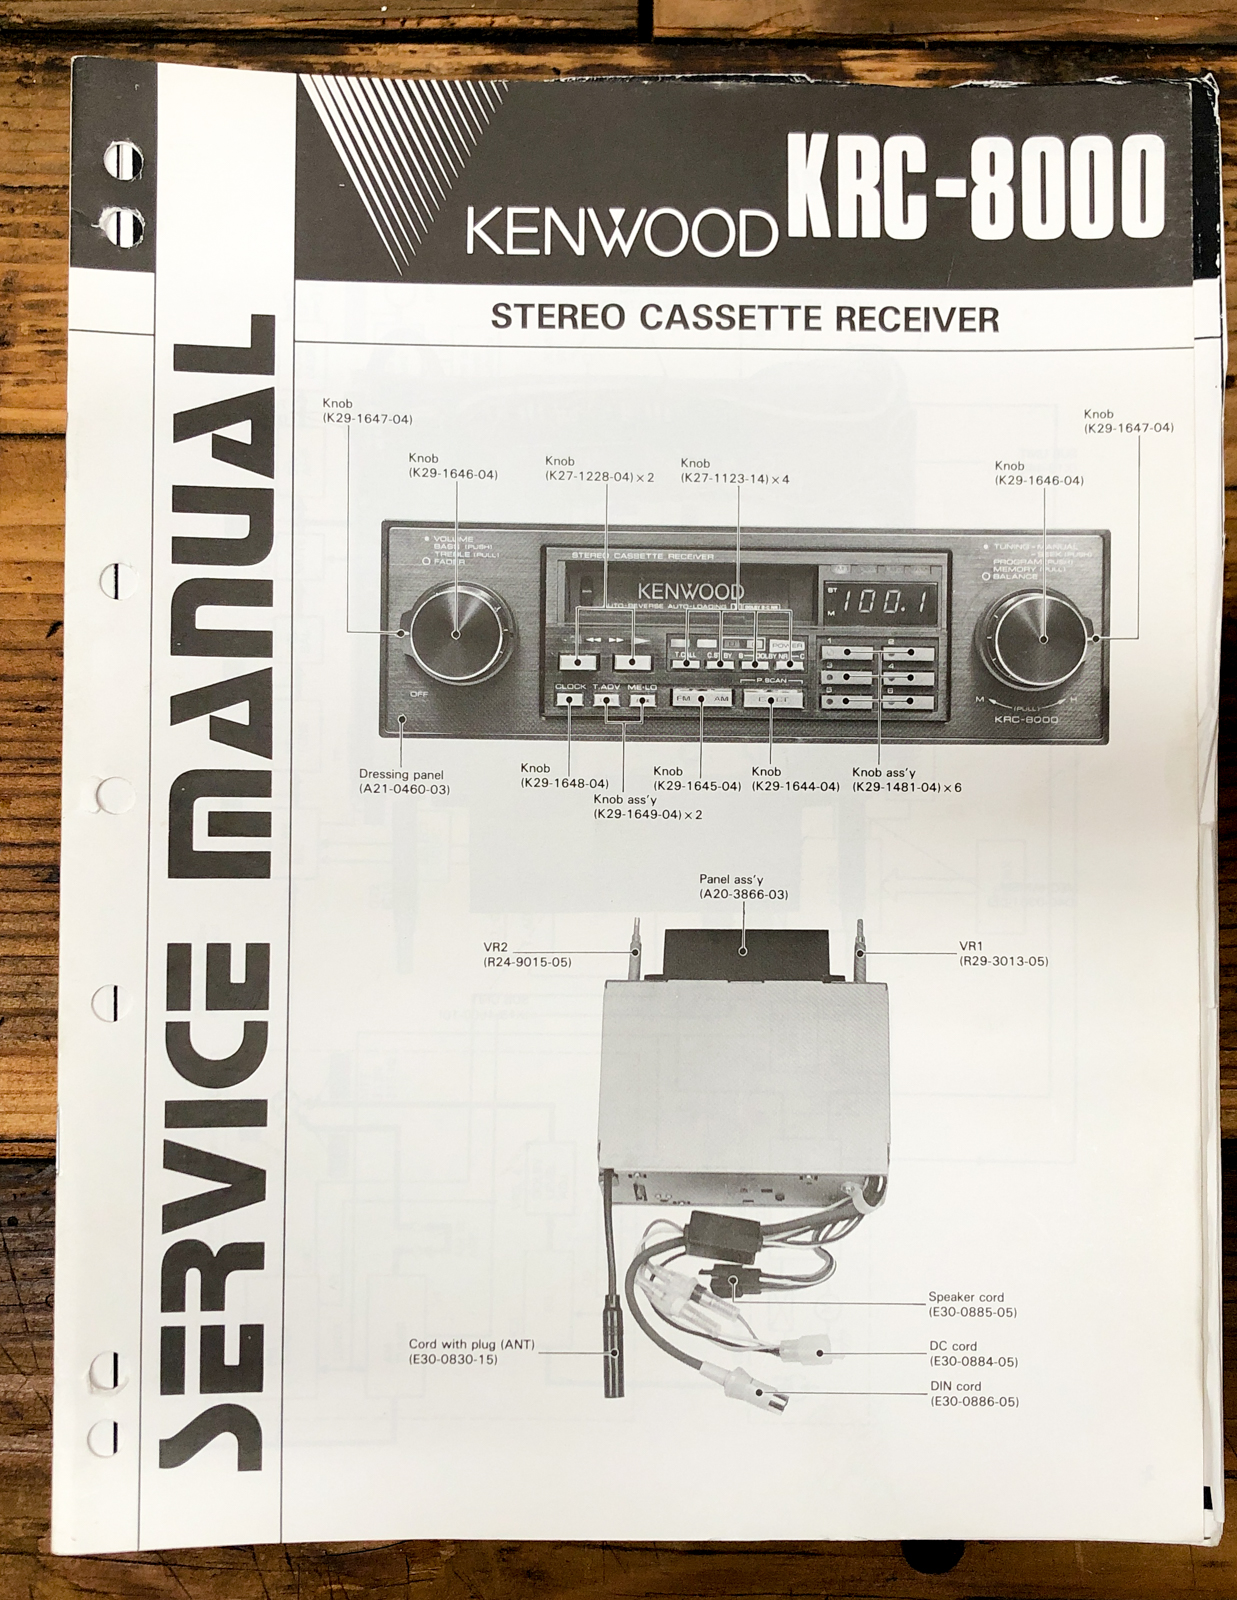 SERVICE MANUAL
KENWOOD KRC-8000
STEREO CASSETTE RECEIVER
Knob
(K29-1647-04)
Knob
(K29-1646-04)
Knob
(K27-1228-04) × 2
Knob
(K27-1123-14) × 4
Knob
(K29-1646-04)
Knob
(K29-1647-04)
VOLUME
BASS (PUSH)
TREBLE (PULL)
FADER
OFF
STEREO CASSETTE RECEIVER
KENWOOD
AUTO-REVERSE AUTO-LOADING
ST
M
100.1
TUNING - MANUAL
- SEEK (PUSH)
PROGRAM (PUSH)
MEMORY (PULL)
BALANCE
POWER
T.CALL
B
DOLBY NR
C
CLOCK T.ADV ME-LO
FM AM
P.SCAN
1 2
3 4
5 6
M H
(PULL)
KRC-8000
Dressing panel
(A21-0460-03)
Knob
(K29-1648-04)
Knob ass'y
(K29-1649-04) × 2
Knob
(K29-1645-04)
Knob
(K29-1644-04)
Knob ass'y
(K29-1481-04) × 6
Panel ass'y
(A20-3866-03)
VR2
(R24-9015-05)
VR1
(R29-3013-05)
Cord with plug (ANT)
(E30-0830-15)
Speaker cord
(E30-0885-05)
DC cord
(E30-0884-05)
DIN cord
(E30-0886-05)